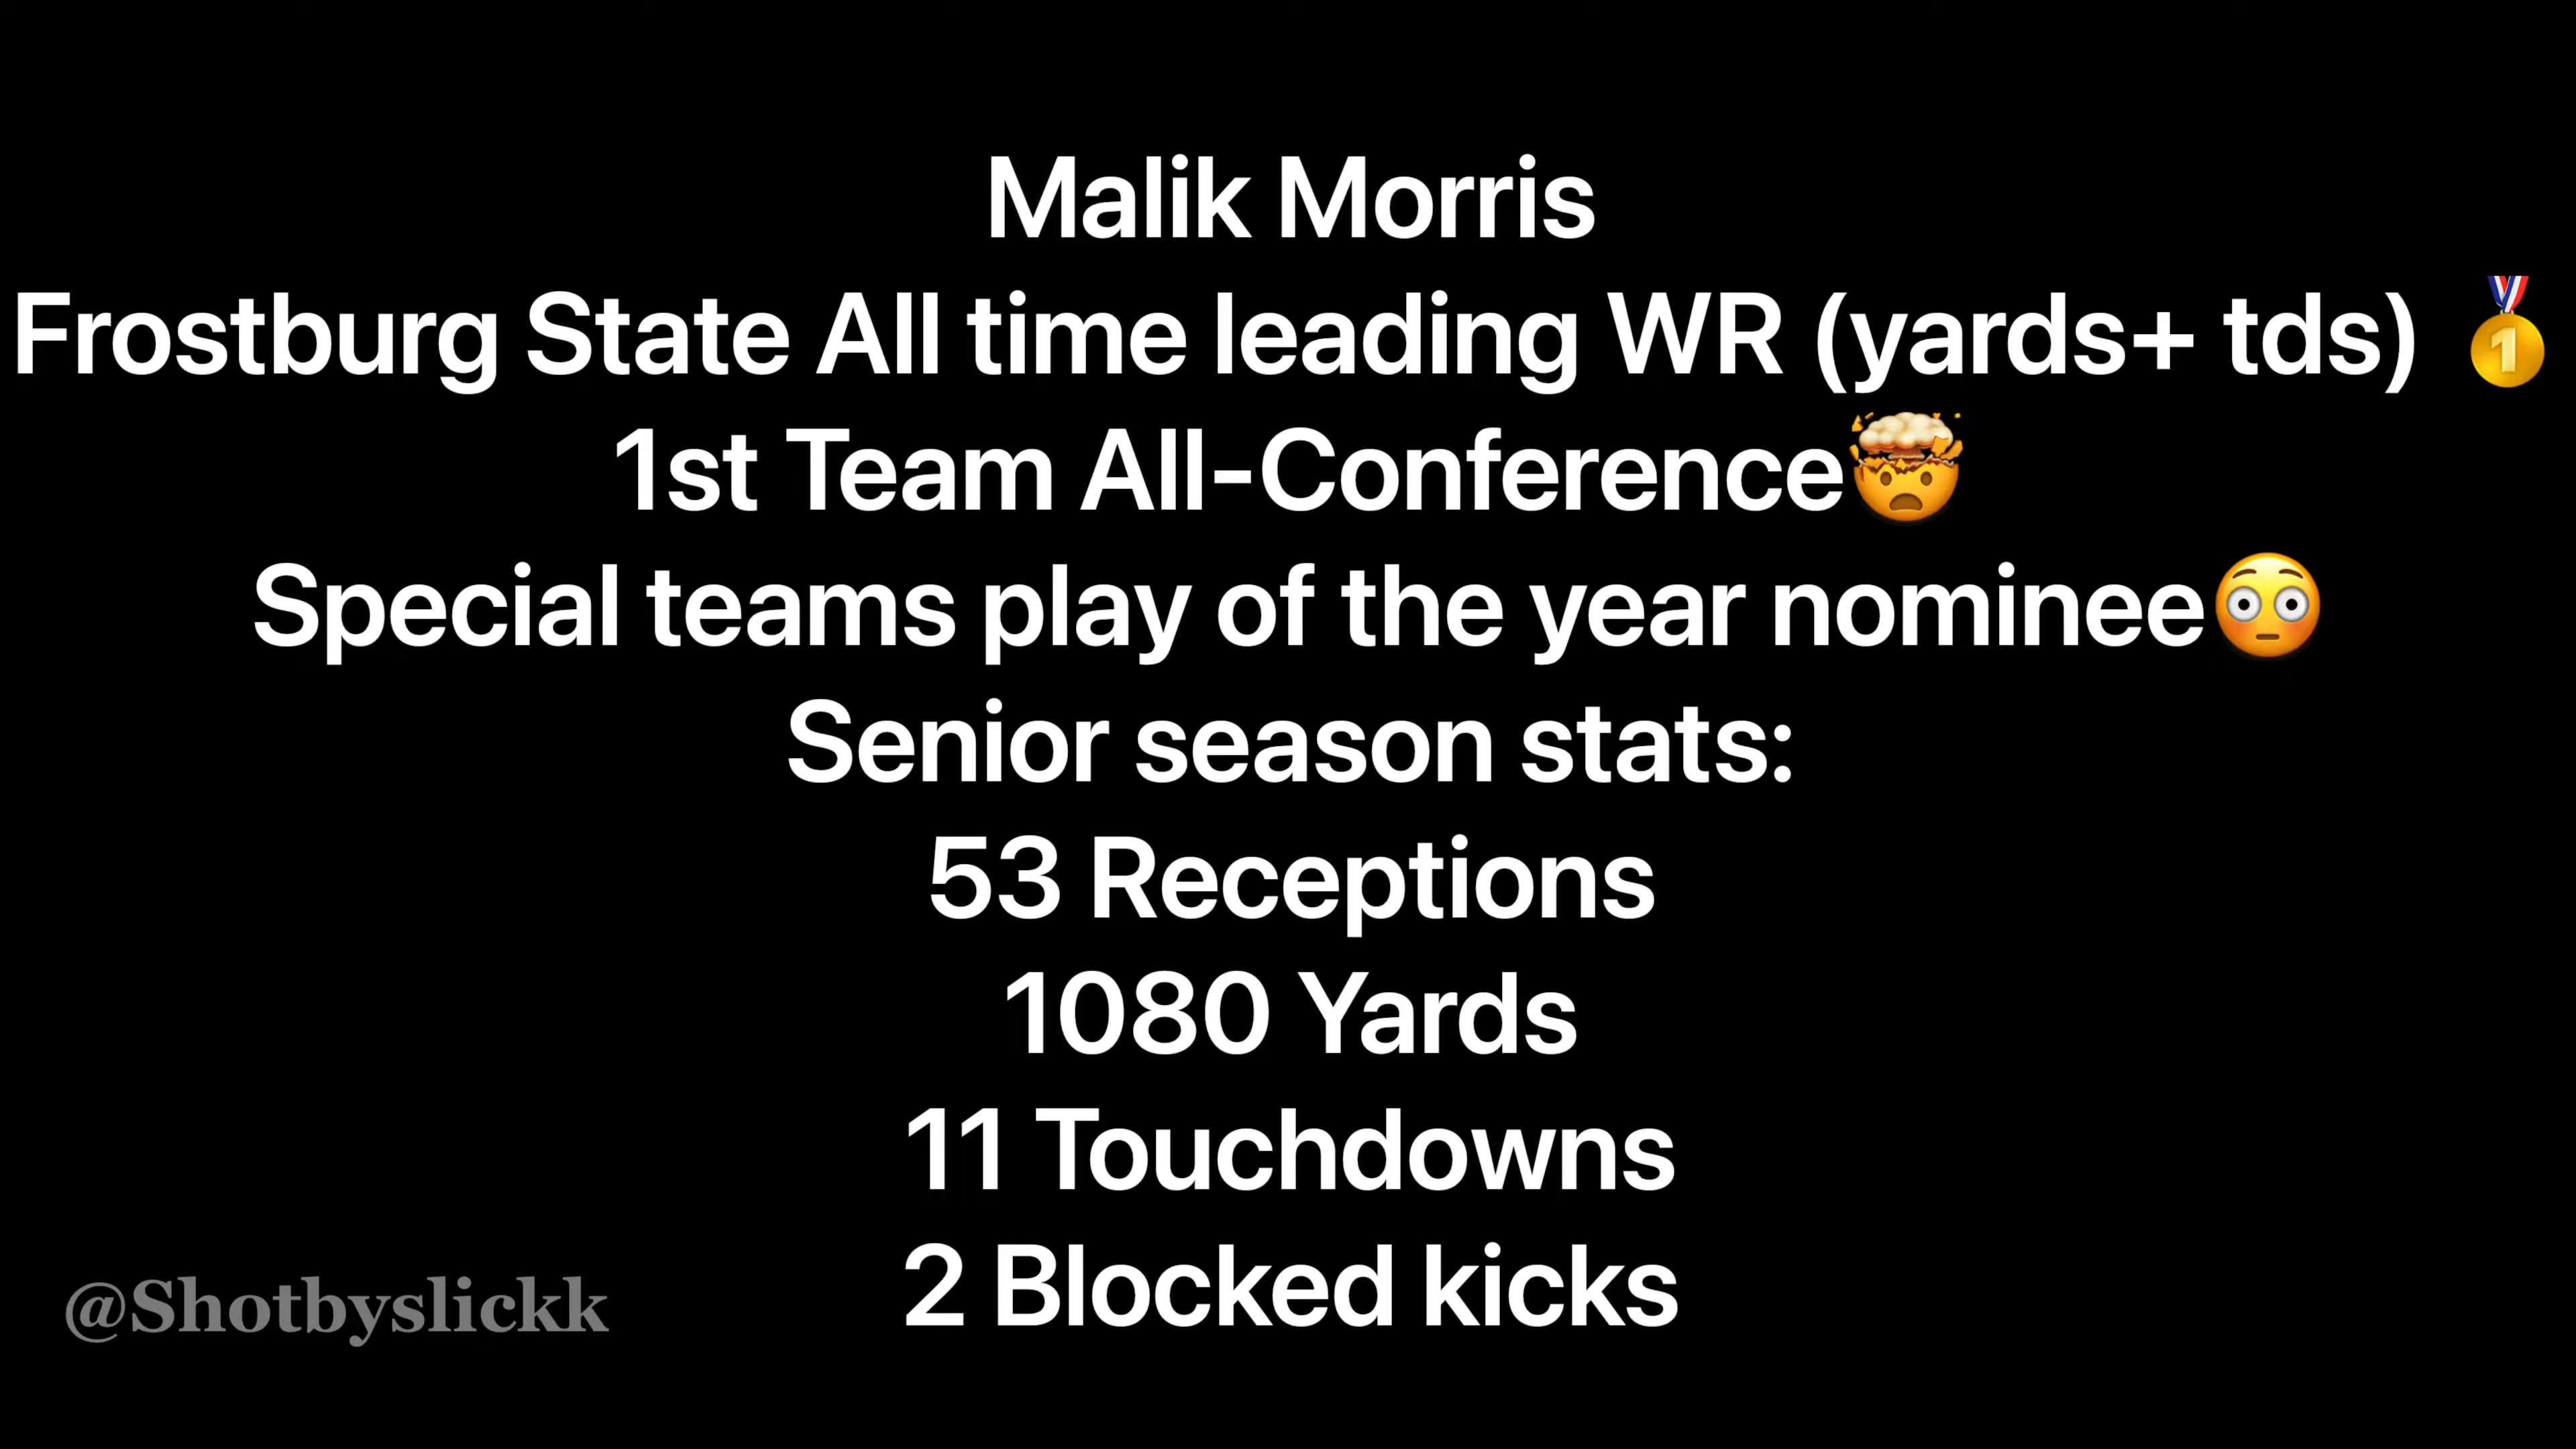 Malik Morris
Frostburg State All time leading WR (yards+ tds) 🥇
1st Team All-Conference🤯
Special teams play of the year nominee😳
Senior season stats:
53 Receptions
1080 Yards
11 Touchdowns
2 Blocked kicks
@Shotbyslickk